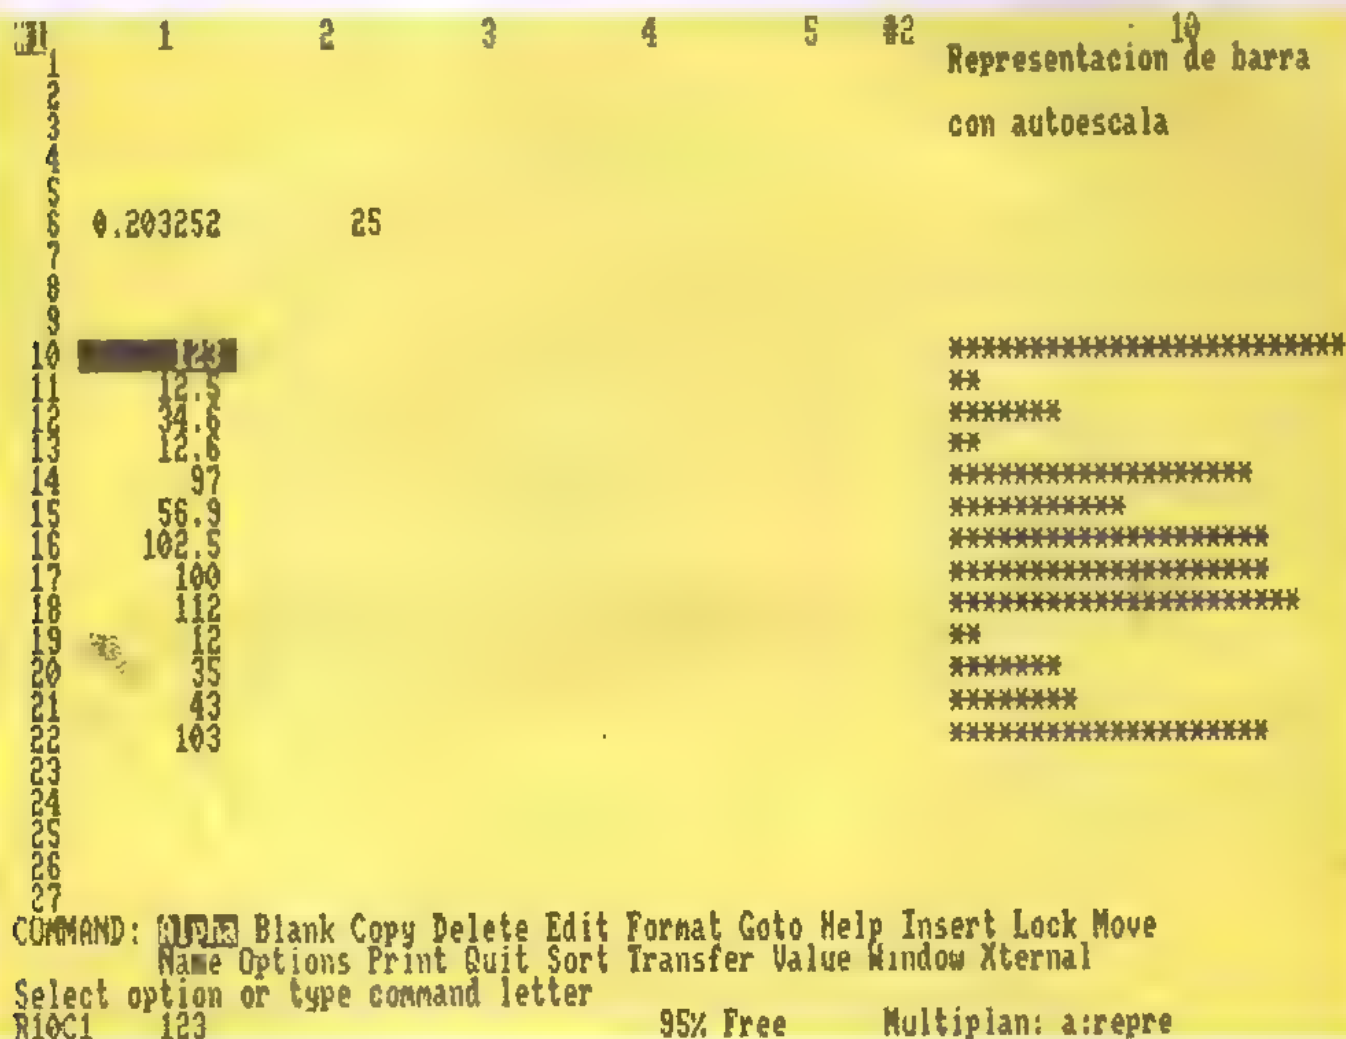 #1 1 2 3 4 5 #2 10
1 Representacion de barra
2
3 con autoescala
4
5
6 0.203252 25
7
8
9
10 123 *************************
11 12.5 **
12 34.6 *******
13 12.6 **
14 97 *******************
15 56.9 ***********
16 102.5 ********************
17 100 ********************
18 112 **********************
19 12 **
20 35 *******
21 43 ********
22 103 ********************
23
24
25
26
27
COMMAND: Alpha Blank Copy Delete Edit Format Goto Help Insert Lock Move
Name Options Print Quit Sort Transfer Value Window Xternal
Select option or type command letter
R10C1 123 95% Free Multiplan: a:repre